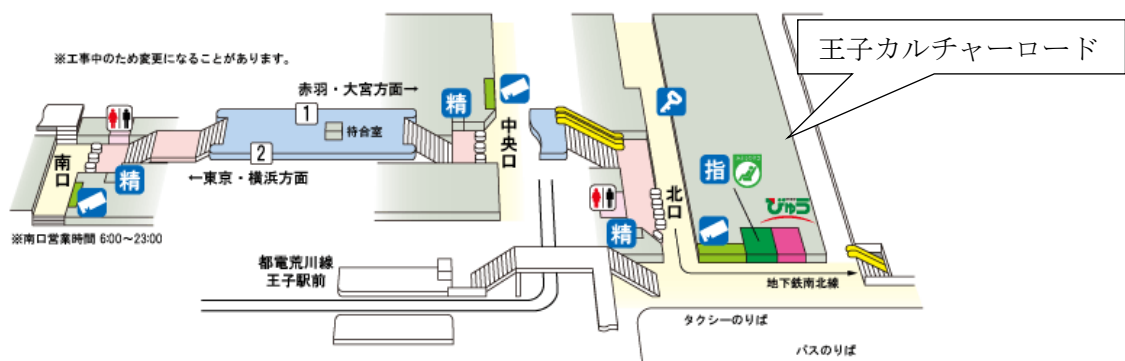 ※工事中のため変更になることがあります。
王子カルチャーロード
赤羽・大宮方面→
1
精
待合室
中央口
2
南口
精
←東京・横浜方面
指
北口
びゅう
※南口営業時間 6:00～23:00
精
都電荒川線
王子駅前
地下鉄南北線
タクシーのりば
バスのりば